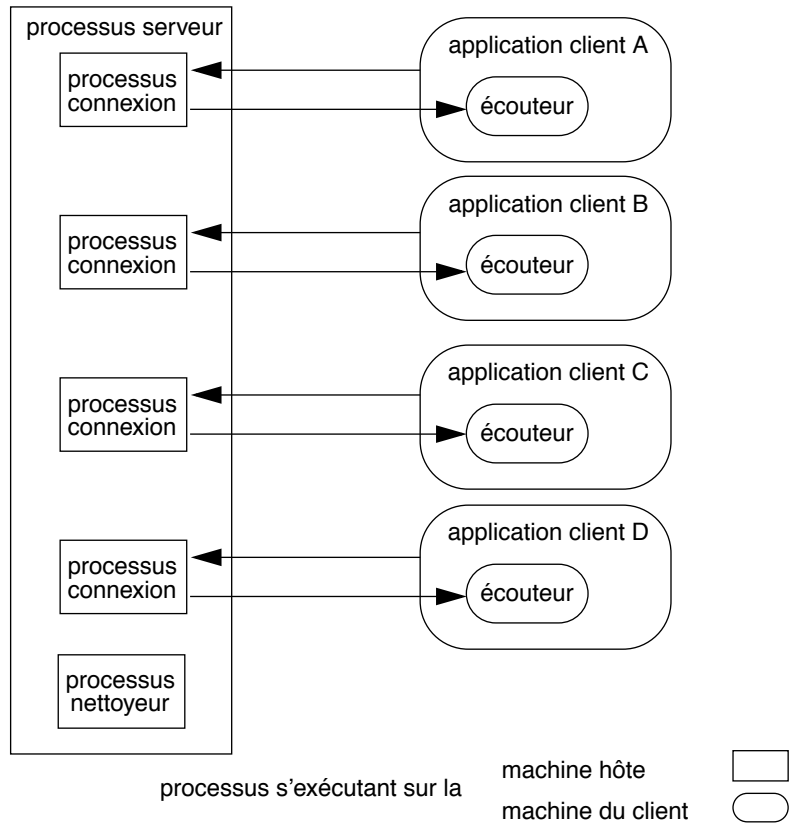 processus serveur
processus
connexion
application client A
écouteur
processus
connexion
application client B
écouteur
processus
connexion
application client C
écouteur
processus
connexion
application client D
écouteur
processus
nettoyeur
processus s’exécutant sur la
machine hôte
machine du client